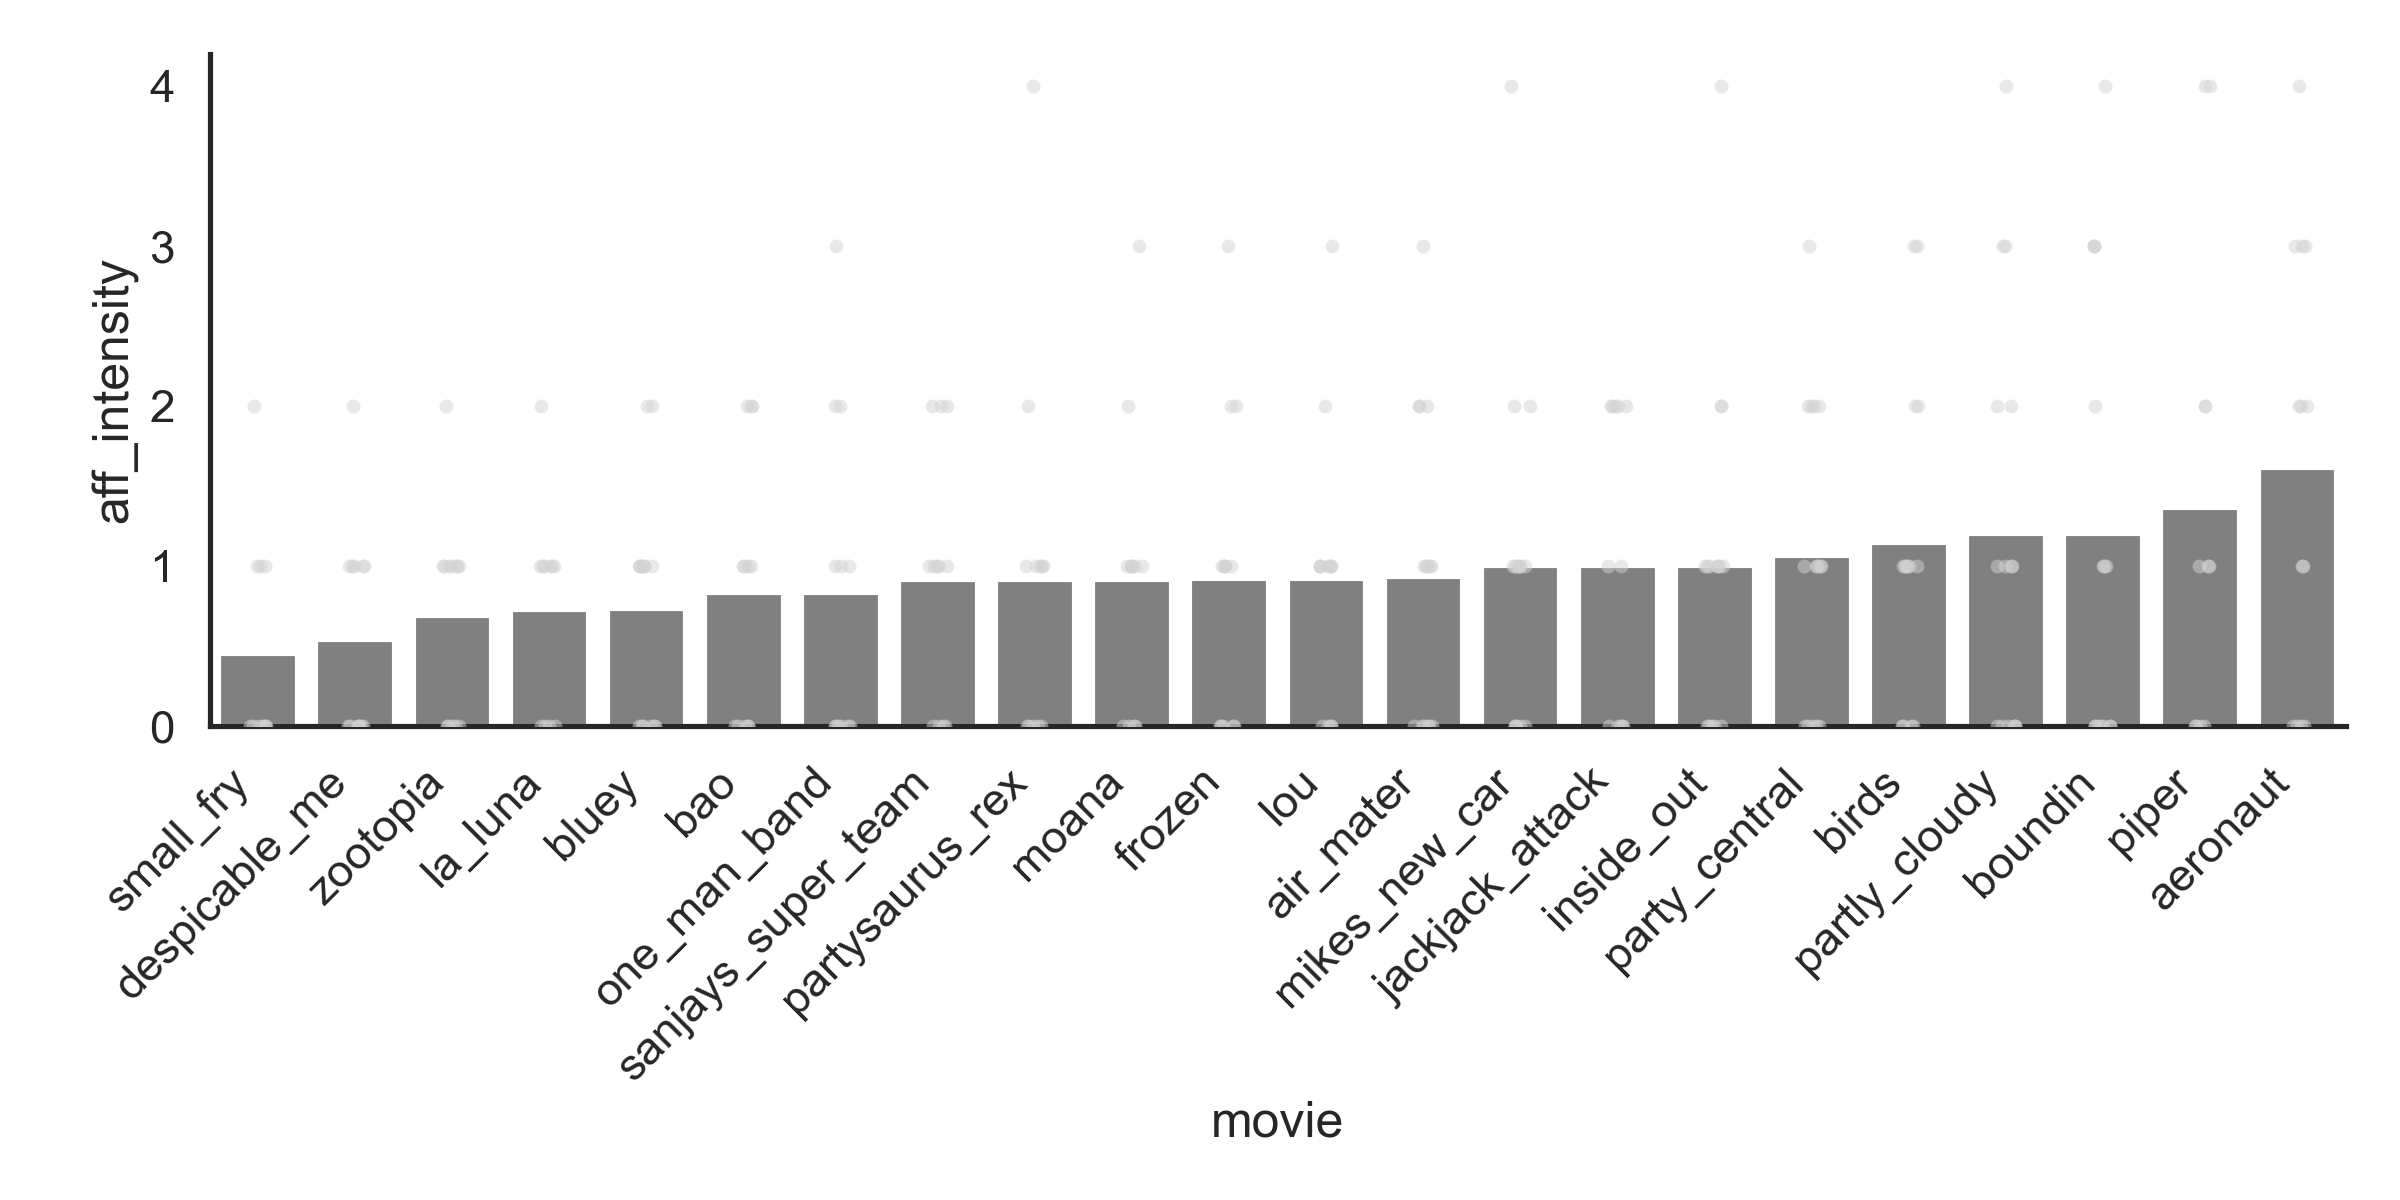 4
3
2
1
0
aff_intensity
small_fry
despicable_me
zootopia
la_luna
bluey
bao
one_man_band
sanjays_super_team
partysaurus_rex
moana
frozen
lou
air_mater
mikes_new_car
jackjack_attack
inside_out
party_central
birds
partly_cloudy
boundin
piper
aeronaut
movie